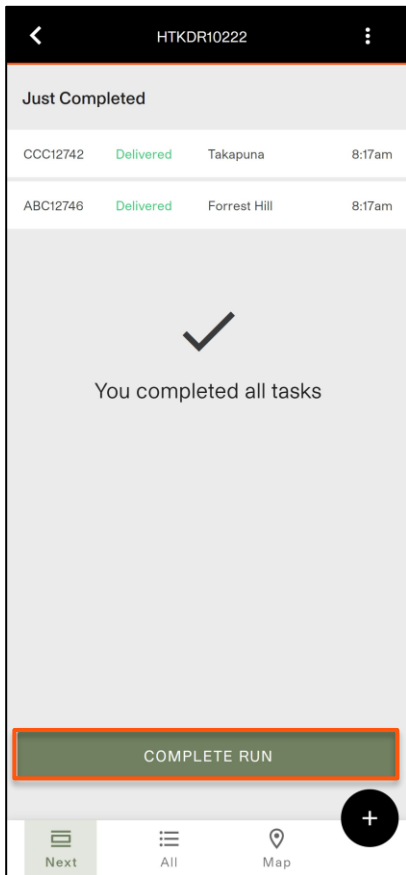 HTKDR10222
Just Completed
CCC12742 Delivered Takapuna 8:17am
ABC12746 Delivered Forrest Hill 8:17am
You completed all tasks
COMPLETE RUN
+
Next All Map